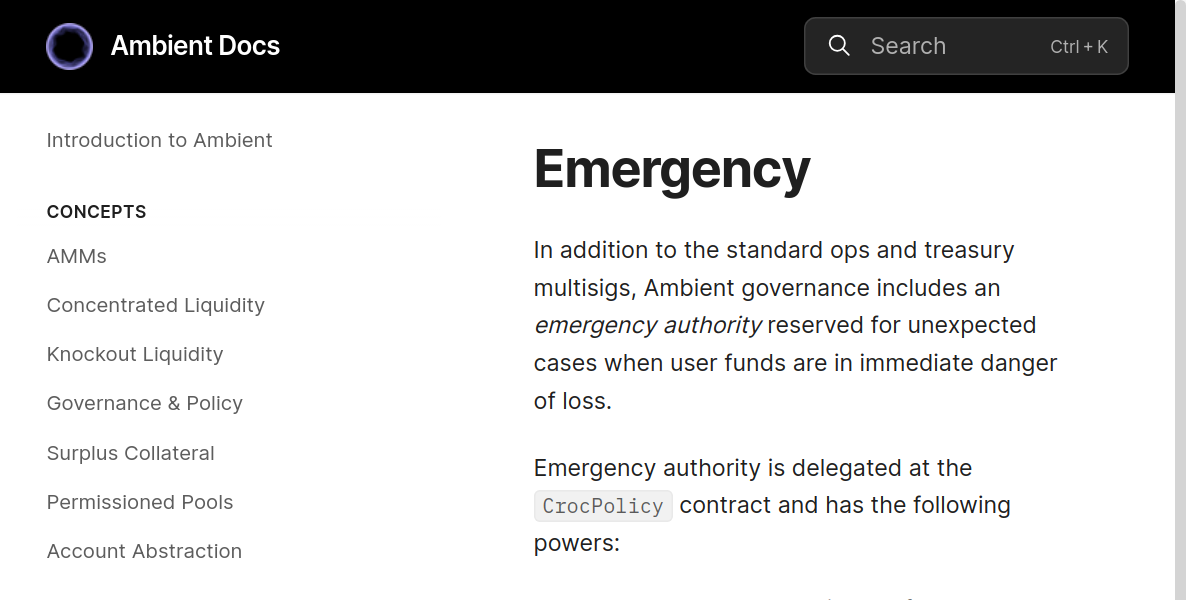 Ambient Docs
Search
Ctrl + K
Introduction to Ambient
CONCEPTS
AMMs
Concentrated Liquidity
Knockout Liquidity
Governance & Policy
Surplus Collateral
Permissioned Pools
Account Abstraction
Emergency
In addition to the standard ops and treasury
multisigs, Ambient governance includes an
emergency authority reserved for unexpected
cases when user funds are in immediate danger
of loss.
Emergency authority is delegated at the
CrocPolicy contract and has the following
powers: